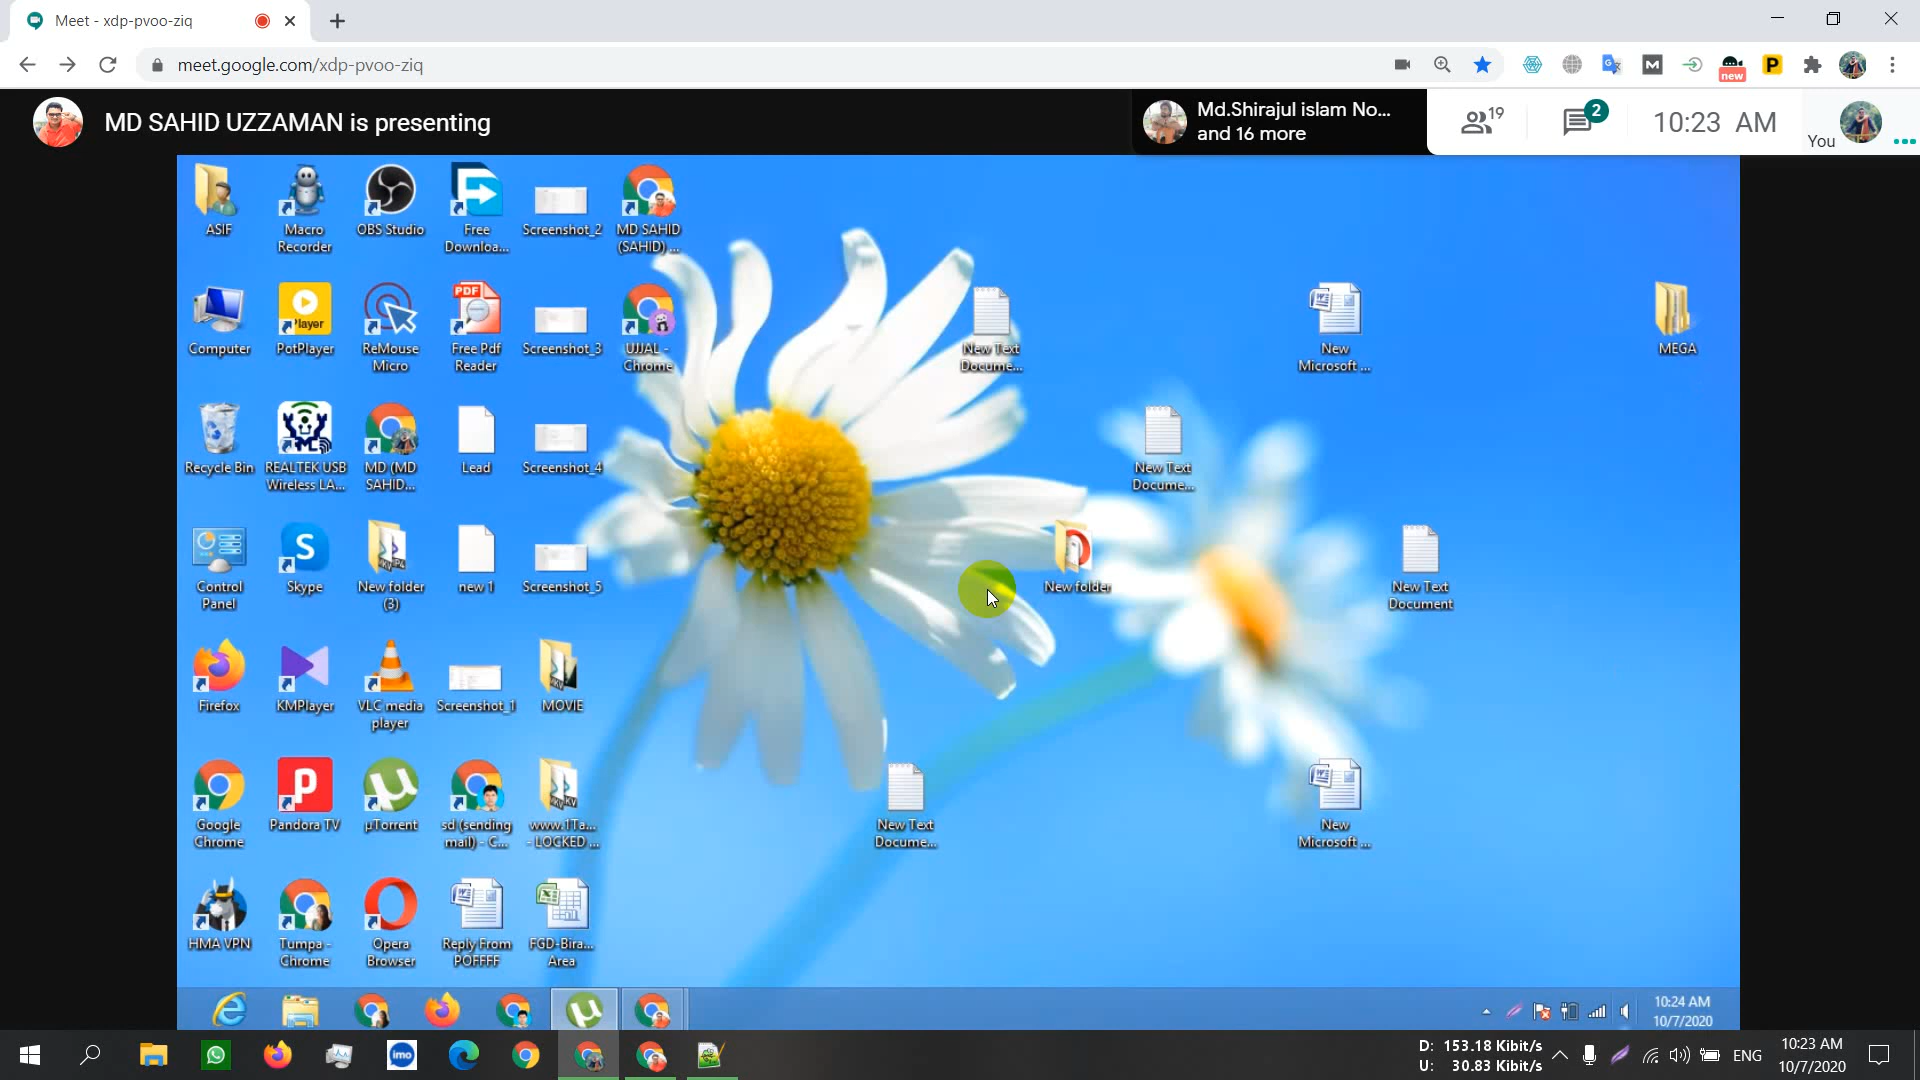 Meet - xdp-pvoo-ziq
meet.google.com/xdp-pvoo-ziq
new
MD SAHID UZZAMAN is presenting
Md.Shirajul islam No...
and 16 more
19
2
10:23 AM
You
ASIF
Macro
Recorder
OBS Studio
Free
Downloa...
Screenshot_2
MD SAHID
(SAHID) ...
Computer
PotPlayer
ReMouse
Micro
Free Pdf
Reader
Screenshot_3
UJJAL -
Chrome
New Text
Docume...
New
Microsoft ...
MEGA
Recycle Bin
REALTEK USB
Wireless LA...
MD (MD
SAHID...
Lead
Screenshot_4
New Text
Docume...
Control
Panel
Skype
New folder
(3)
new 1
Screenshot_5
New folder
New Text
Document
Firefox
KMPlayer
VLC media
player
Screenshot_1
MOVIE
Google
Chrome
Pandora TV
µTorrent
sd (sending
mail) - C...
www.1Ta...
- LOCKED ...
New Text
Docume...
New
Microsoft ...
HMA VPN
Tumpa -
Chrome
Opera
Browser
Reply From
POFFFF
FGD-Bira...
Area
10:24 AM
10/7/2020
imo
D: 153.18 Kibit/s
U: 30.83 Kibit/s
ENG
10:23 AM
10/7/2020